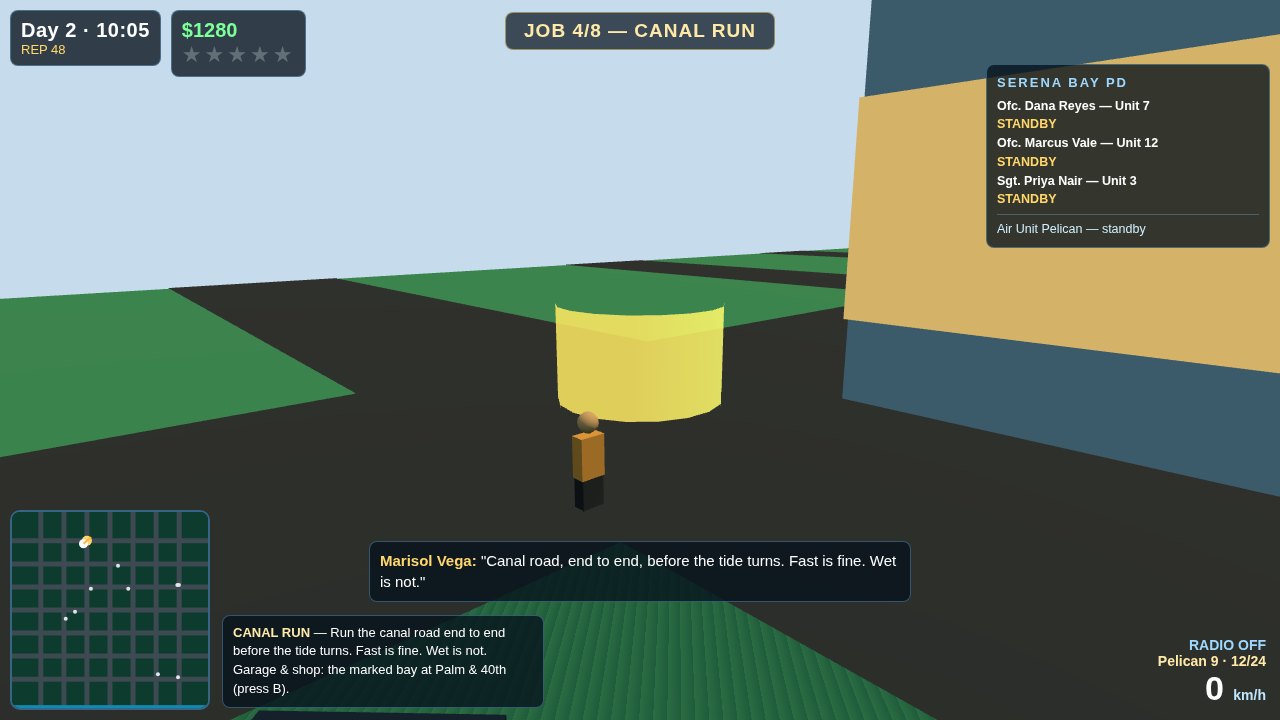 Day 2 · 10:05
REP 48
$1280
★★★★★
JOB 4/8 — CANAL RUN
SERENA BAY PD
Ofc. Dana Reyes — Unit 7
STANDBY
Ofc. Marcus Vale — Unit 12
STANDBY
Sgt. Priya Nair — Unit 3
STANDBY
Air Unit Pelican — standby
Marisol Vega: "Canal road, end to end, before the tide turns. Fast is fine. Wet
is not."
CANAL RUN — Run the canal road end to end
before the tide turns. Fast is fine. Wet is not.
Garage & shop: the marked bay at Palm & 40th
(press B).
RADIO OFF
Pelican 9 · 12/24
0 km/h